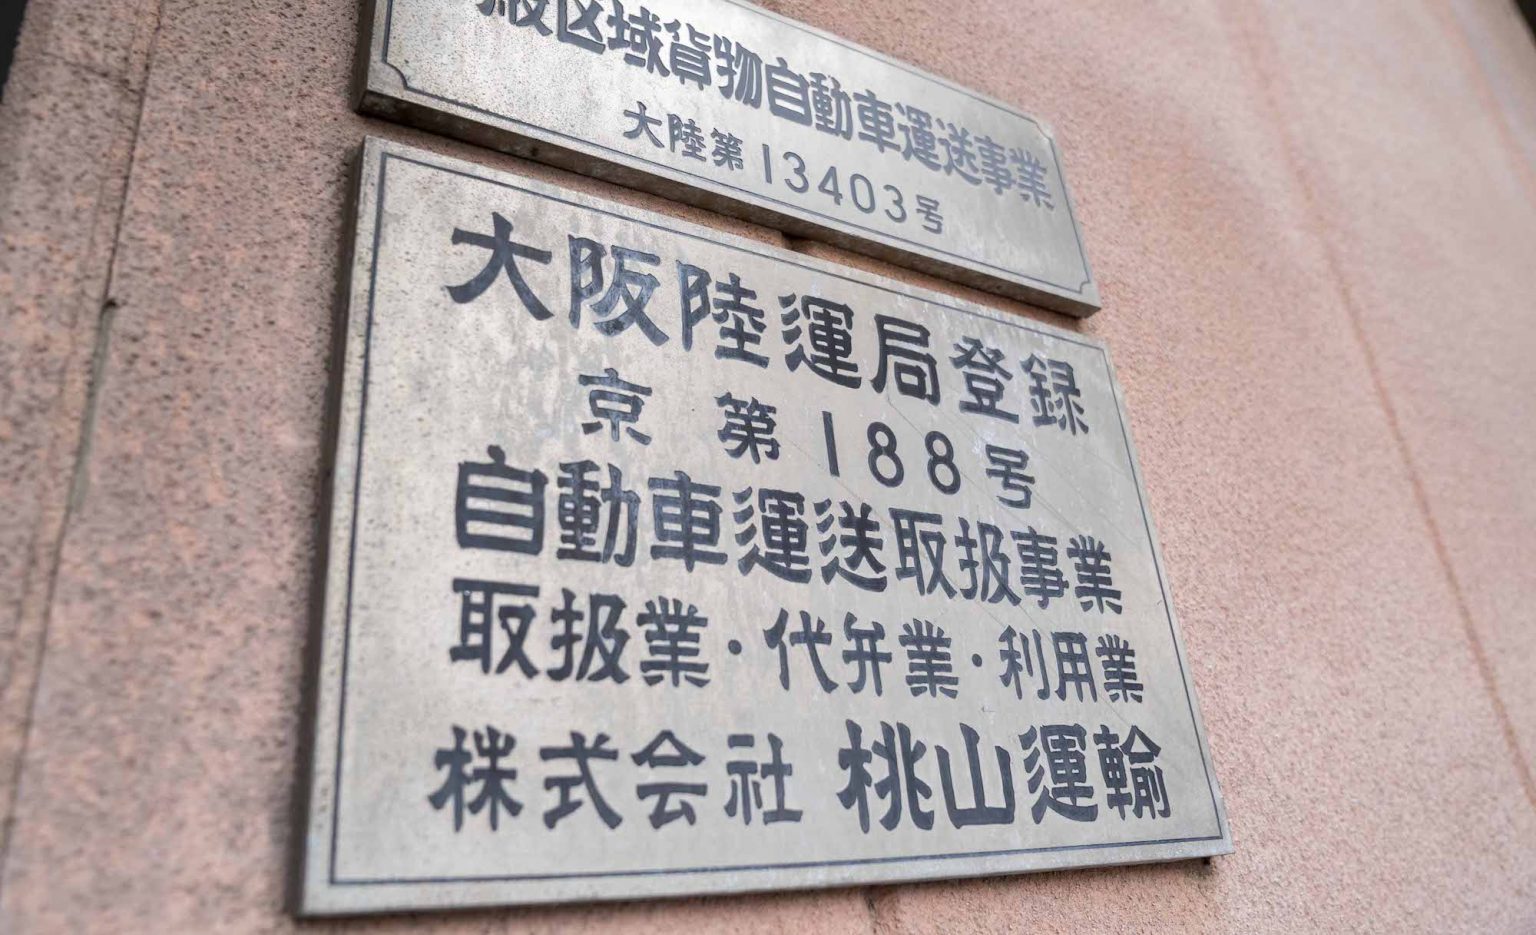 区域貨物自動車運送事業
大陸第13403号
大阪陸運局登録
京 第188号
自動車運送取扱事業
取扱業・代弁業・利用業
株式会社 桃山運輸